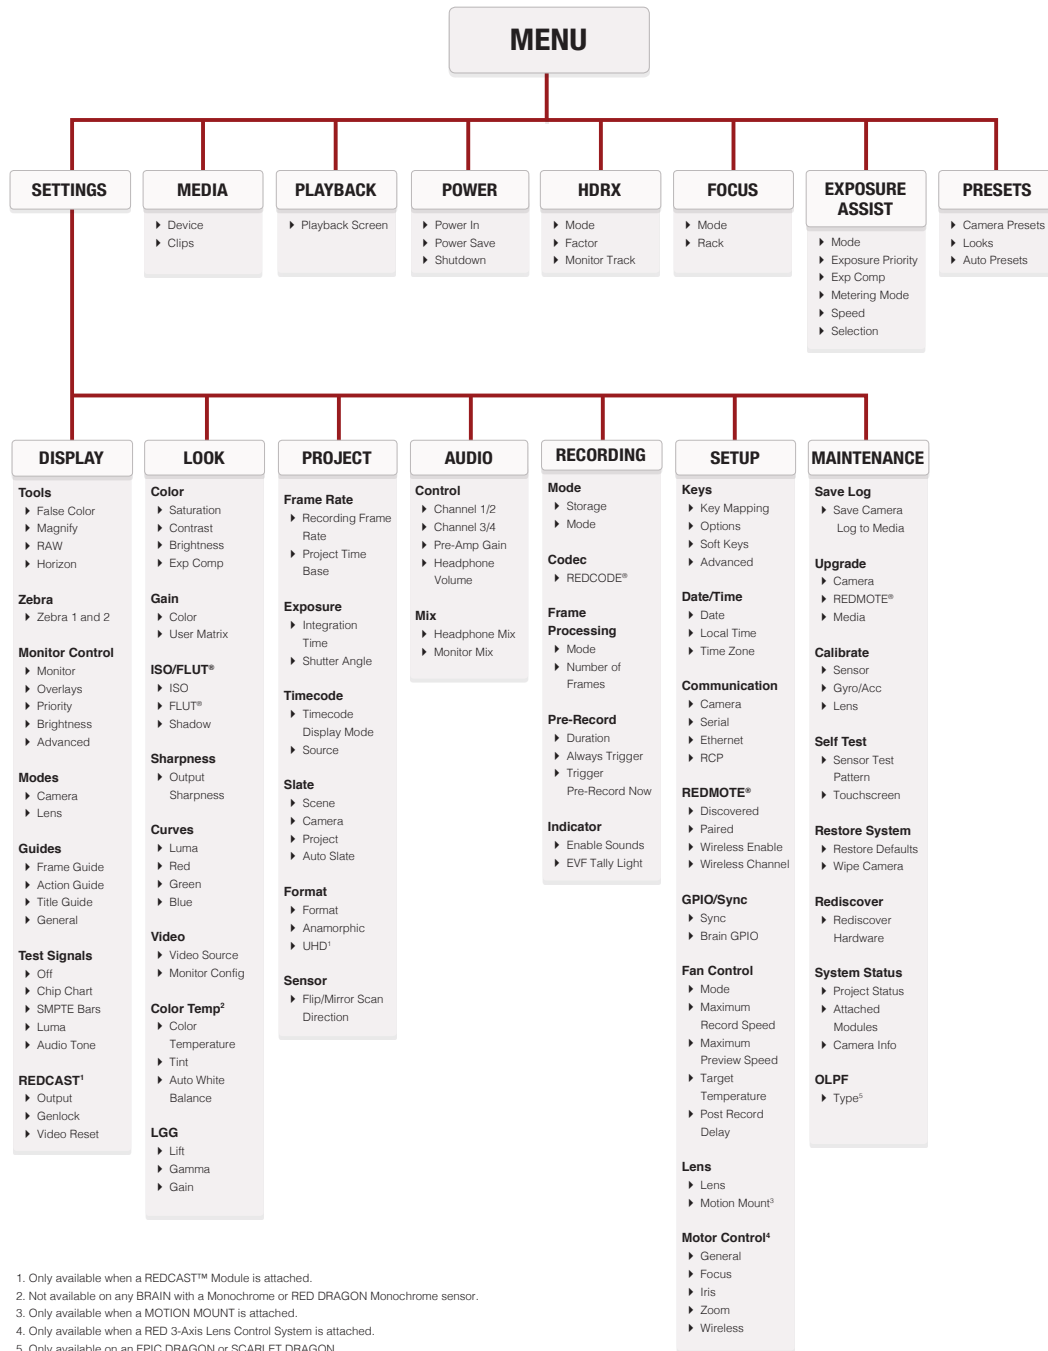 MENU
SETTINGS
Device
Clips
MEDIA
Playback Screen
PLAYBACK
Power In
Power Save
Shutdown
POWER
Mode
Factor
Monitor Track
HDRX
Mode
Rack
FOCUS
Mode
Exposure Priority
Exp Comp
Metering Mode
Speed
Selection
EXPOSURE
ASSIST
Camera Presets
Looks
Auto Presets
PRESETS
DISPLAY
Tools
False Color
Magnify
RAW
Horizon
Zebra
Zebra 1 and 2
Monitor Control
Monitor
Overlays
Priority
Brightness
Advanced
Modes
Camera
Lens
Guides
Frame Guide
Action Guide
Title Guide
General
Test Signals
Off
Chip Chart
SMPTE Bars
Luma
Audio Tone
REDCAST¹
Output
Genlock
Video Reset
LOOK
Color
Saturation
Contrast
Brightness
Exp Comp
Gain
Color
User Matrix
ISO/FLUT®
ISO
FLUT®
Shadow
Sharpness
Output
Sharpness
Curves
Luma
Red
Green
Blue
Video
Video Source
Monitor Config
Color Temp²
Color
Temperature
Tint
Auto White
Balance
LGG
Lift
Gamma
Gain
PROJECT
Frame Rate
Recording Frame
Rate
Project Time
Base
Exposure
Integration
Time
Shutter Angle
Timecode
Timecode
Display Mode
Source
Slate
Scene
Camera
Project
Auto Slate
Format
Format
Anamorphic
UHD¹
Sensor
Flip/Mirror Scan
Direction
AUDIO
Control
Channel 1/2
Channel 3/4
Pre-Amp Gain
Headphone
Volume
Mix
Headphone Mix
Monitor Mix
RECORDING
Mode
Storage
Mode
Codec
REDCODE®
Frame
Processing
Mode
Number of
Frames
Pre-Record
Duration
Always Trigger
Trigger
Pre-Record Now
Indicator
Enable Sounds
EVF Tally Light
SETUP
Keys
Key Mapping
Options
Soft Keys
Advanced
Date/Time
Date
Local Time
Time Zone
Communication
Camera
Serial
Ethernet
RCP
REDMOTE®
Discovered
Paired
Wireless Enable
Wireless Channel
GPIO/Sync
Sync
Brain GPIO
Fan Control
Mode
Maximum
Record Speed
Maximum
Preview Speed
Target
Temperature
Post Record
Delay
Lens
Lens
Motion Mount³
Motor Control⁴
General
Focus
Iris
Zoom
Wireless
MAINTENANCE
Save Log
Save Camera
Log to Media
Upgrade
Camera
REDMOTE®
Media
Calibrate
Sensor
Gyro/Acc
Lens
Self Test
Sensor Test
Pattern
Touchscreen
Restore System
Restore Defaults
Wipe Camera
Rediscover
Rediscover
Hardware
System Status
Project Status
Attached
Modules
Camera Info
OLPF
Type⁵
1. Only available when a REDCAST™ Module is attached.
2. Not available on any BRAIN with a Monochrome or RED DRAGON Monochrome sensor.
3. Only available when a MOTION MOUNT is attached.
4. Only available when a RED 3-Axis Lens Control System is attached.
5. Only available on an EPIC DRAGON or SCARLET DRAGON.